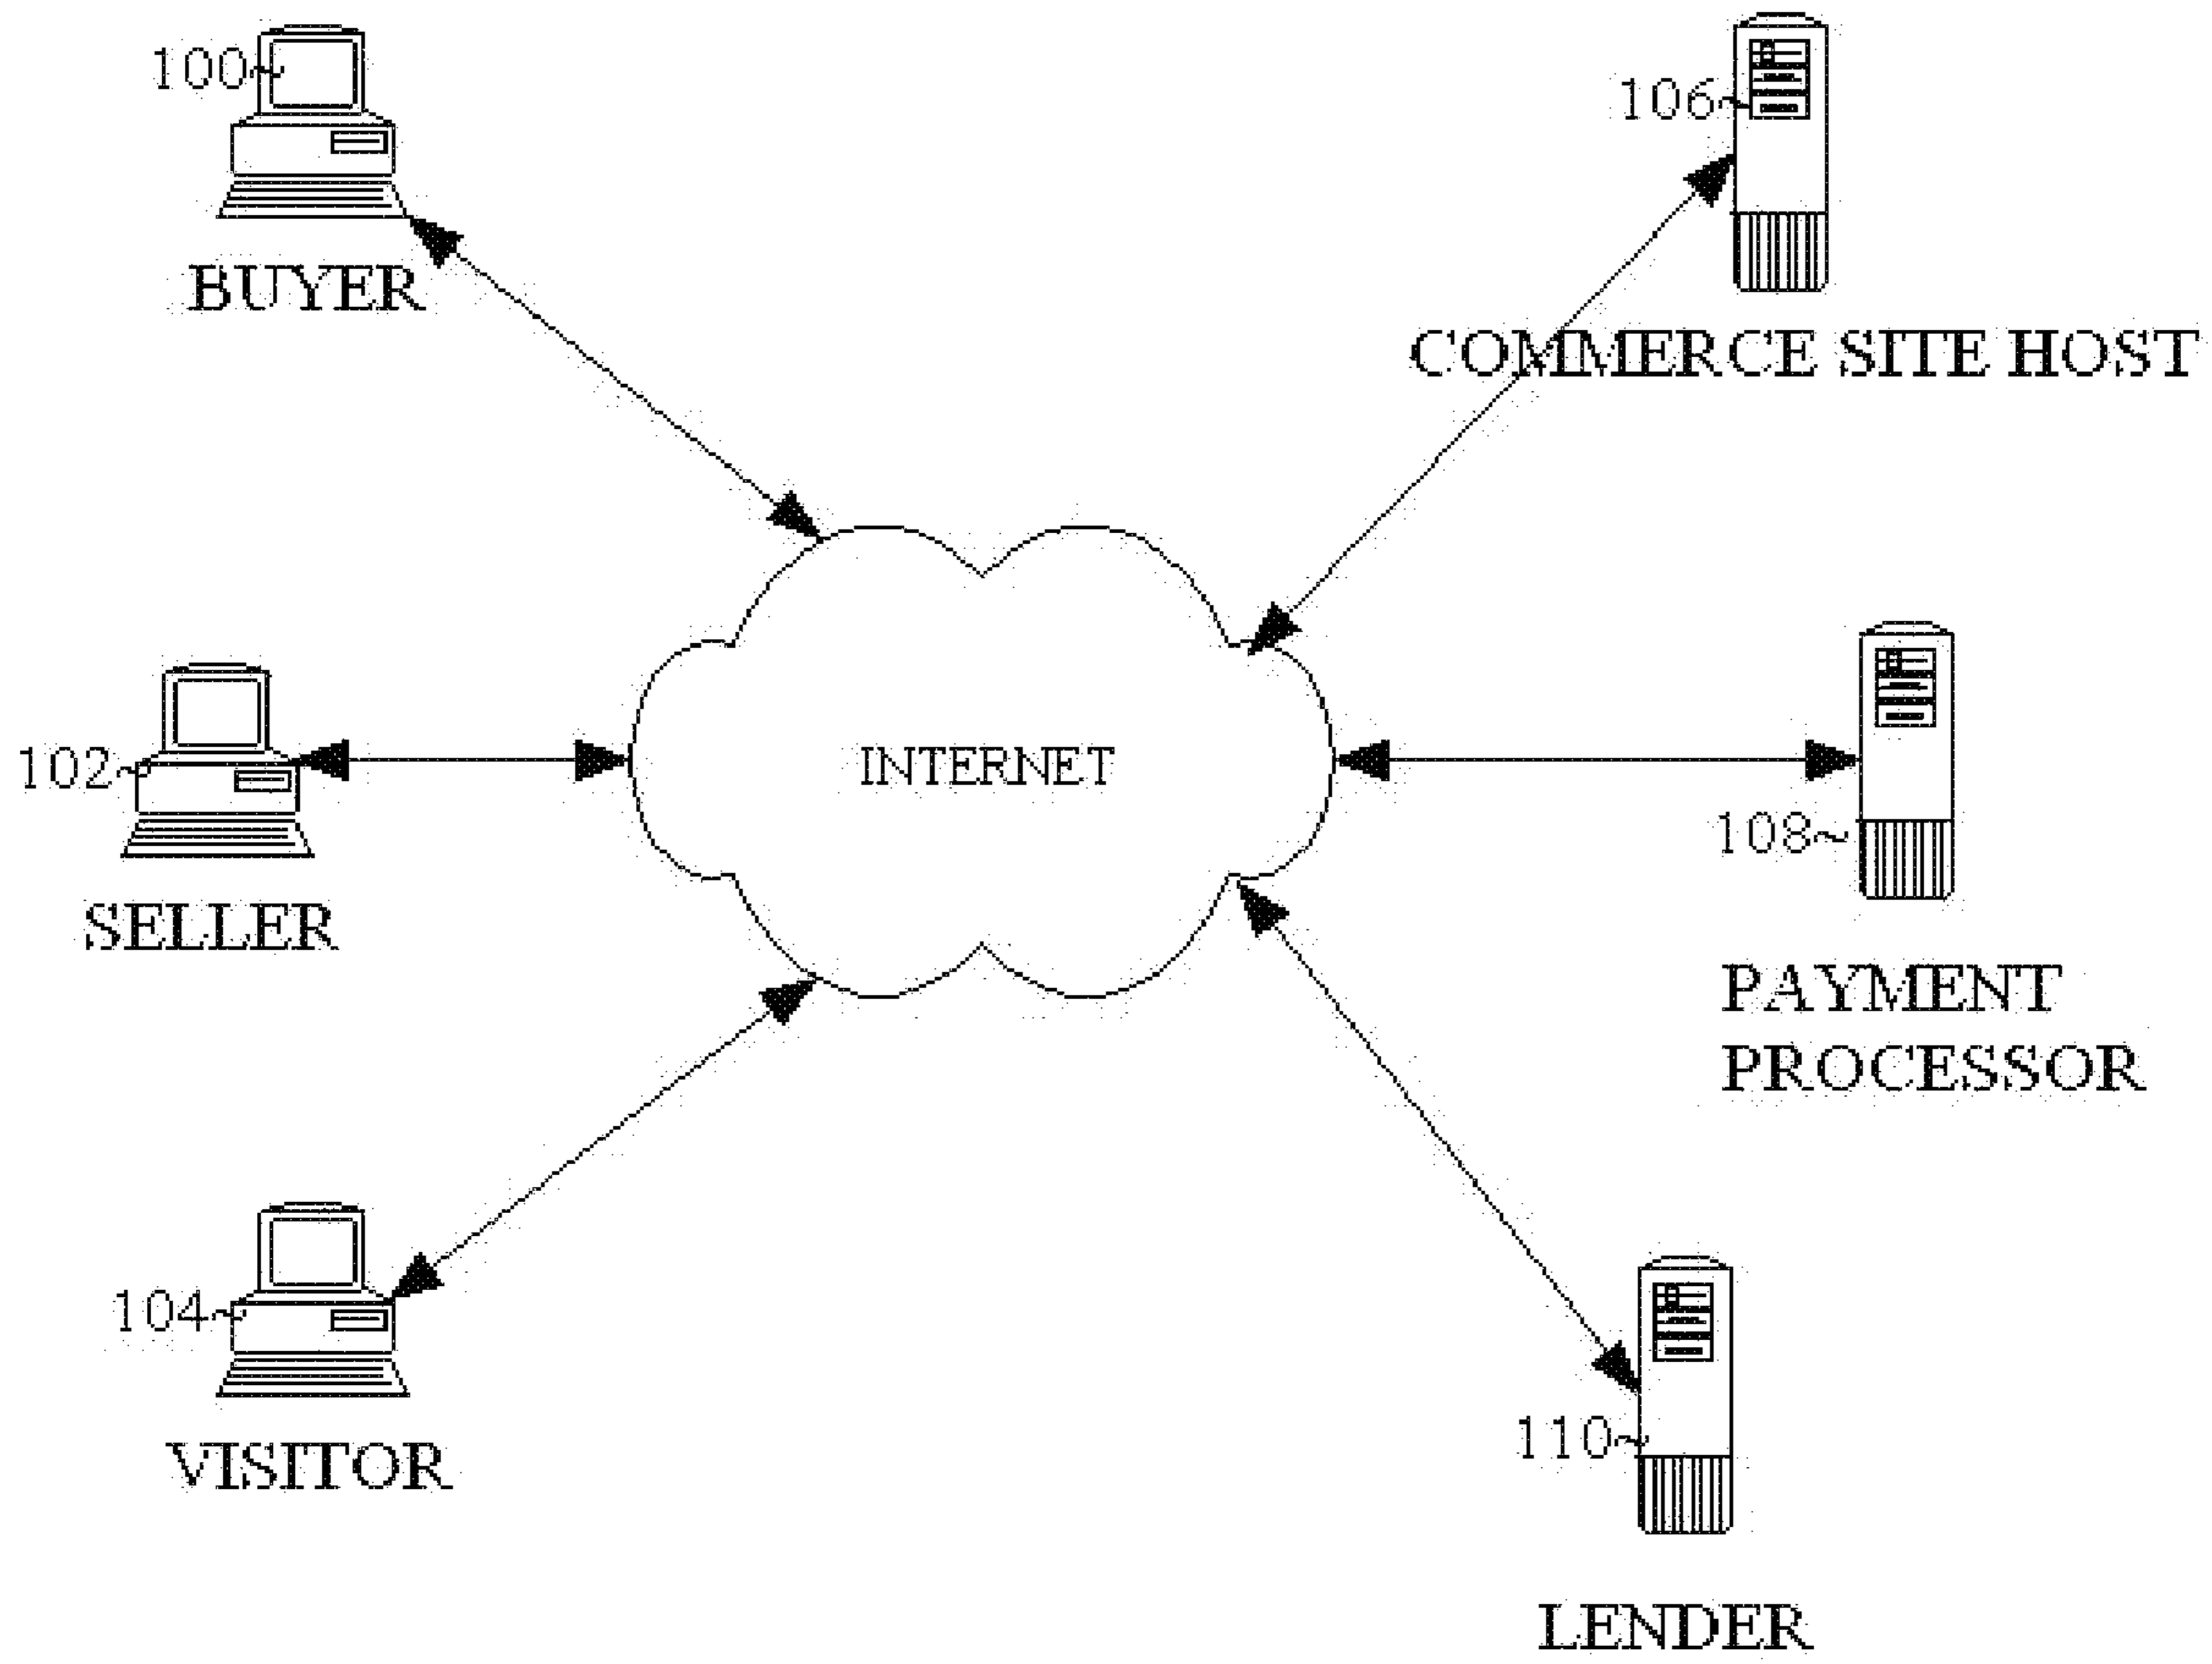 100~
BUYER
106~
COMMERCE SITE HOST
102~
SELLER
INTERNET
108~
PAYMENT
PROCESSOR
104~
VISITOR
110~
LENDER